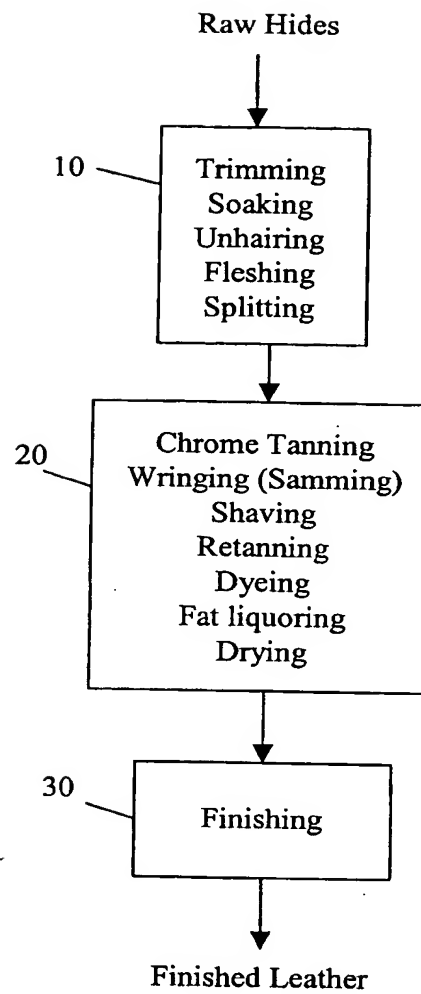 Raw Hides
10
Trimming
Soaking
Unhairing
Fleshing
Splitting
20
Chrome Tanning
Wringing (Samming)
Shaving
Retanning
Dyeing
Fat liquoring
Drying
30
Finishing
Finished Leather